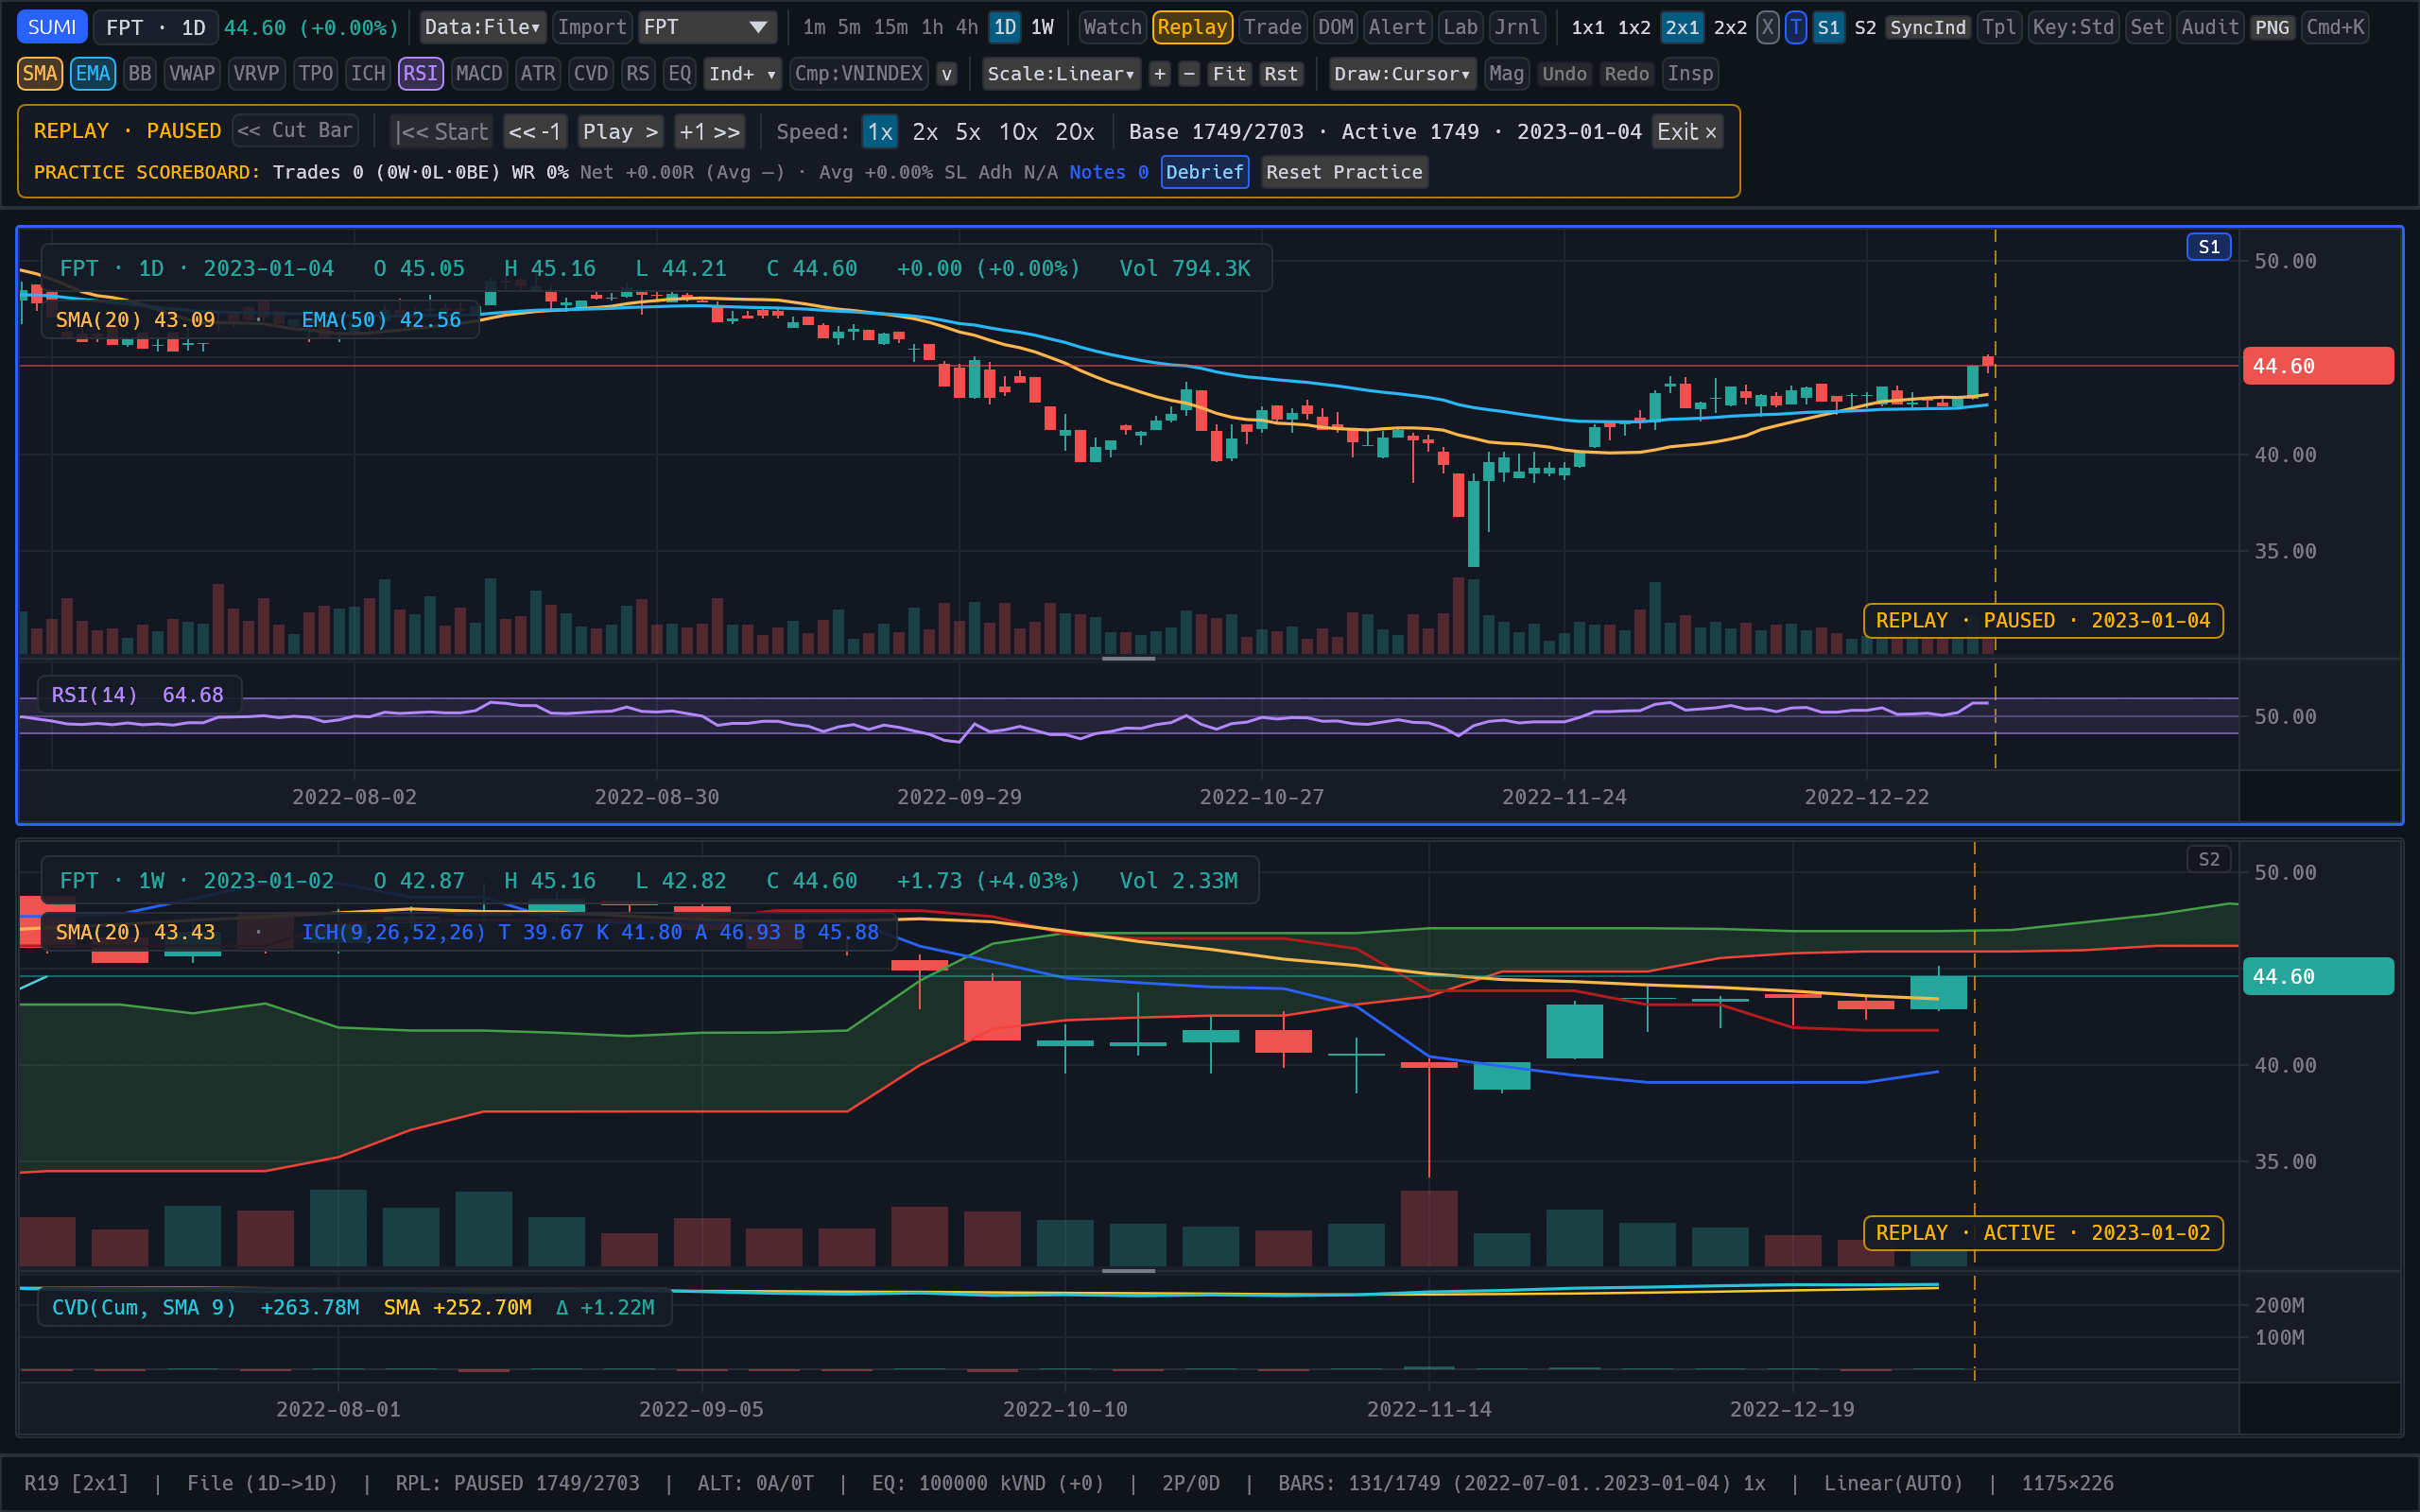 SUMI FPT · 1D 44.60 (+0.00%) Data:File▾ Import FPT ▼ 1m 5m 15m 1h 4h 1D 1W Watch Replay Trade DOM Alert Lab Jrnl 1x1 1x2 2x1 2x2 X T S1 S2 SyncInd Tpl Key:Std Set Audit PNG Cmd+K
SMA EMA BB VWAP VRVP TPO ICH RSI MACD ATR CVD RS EQ Ind+ ▾ Cmp:VNINDEX v Scale:Linear▾ + − Fit Rst Draw:Cursor▾ Mag Undo Redo Insp
REPLAY · PAUSED << Cut Bar |<< Start << -1 Play > +1 >> Speed: 1x 2x 5x 10x 20x Base 1749/2703 · Active 1749 · 2023-01-04 Exit ×
PRACTICE SCOREBOARD: Trades 0 (0W·0L·0BE) WR 0% Net +0.00R (Avg —) · Avg +0.00% SL Adh N/A Notes 0 Debrief Reset Practice
S1
FPT · 1D · 2023-01-04 O 45.05 H 45.16 L 44.21 C 44.60 +0.00 (+0.00%) Vol 794.3K
50.00
SMA(20) 43.09 · EMA(50) 42.56
44.60
40.00
35.00
REPLAY · PAUSED · 2023-01-04
RSI(14) 64.68
50.00
2022-08-02 2022-08-30 2022-09-29 2022-10-27 2022-11-24 2022-12-22
S2
FPT · 1W · 2023-01-02 O 42.87 H 45.16 L 42.82 C 44.60 +1.73 (+4.03%) Vol 2.33M
50.00
SMA(20) 43.43 · ICH(9,26,52,26) T 39.67 K 41.80 A 46.93 B 45.88
44.60
40.00
35.00
REPLAY · ACTIVE · 2023-01-02
CVD(Cum, SMA 9) +263.78M SMA +252.70M Δ +1.22M
200M
100M
2022-08-01 2022-09-05 2022-10-10 2022-11-14 2022-12-19
R19 [2x1] | File (1D->1D) | RPL: PAUSED 1749/2703 | ALT: 0A/0T | EQ: 100000 kVND (+0) | 2P/0D | BARS: 131/1749 (2022-07-01..2023-01-04) 1x | Linear(AUTO) | 1175×226